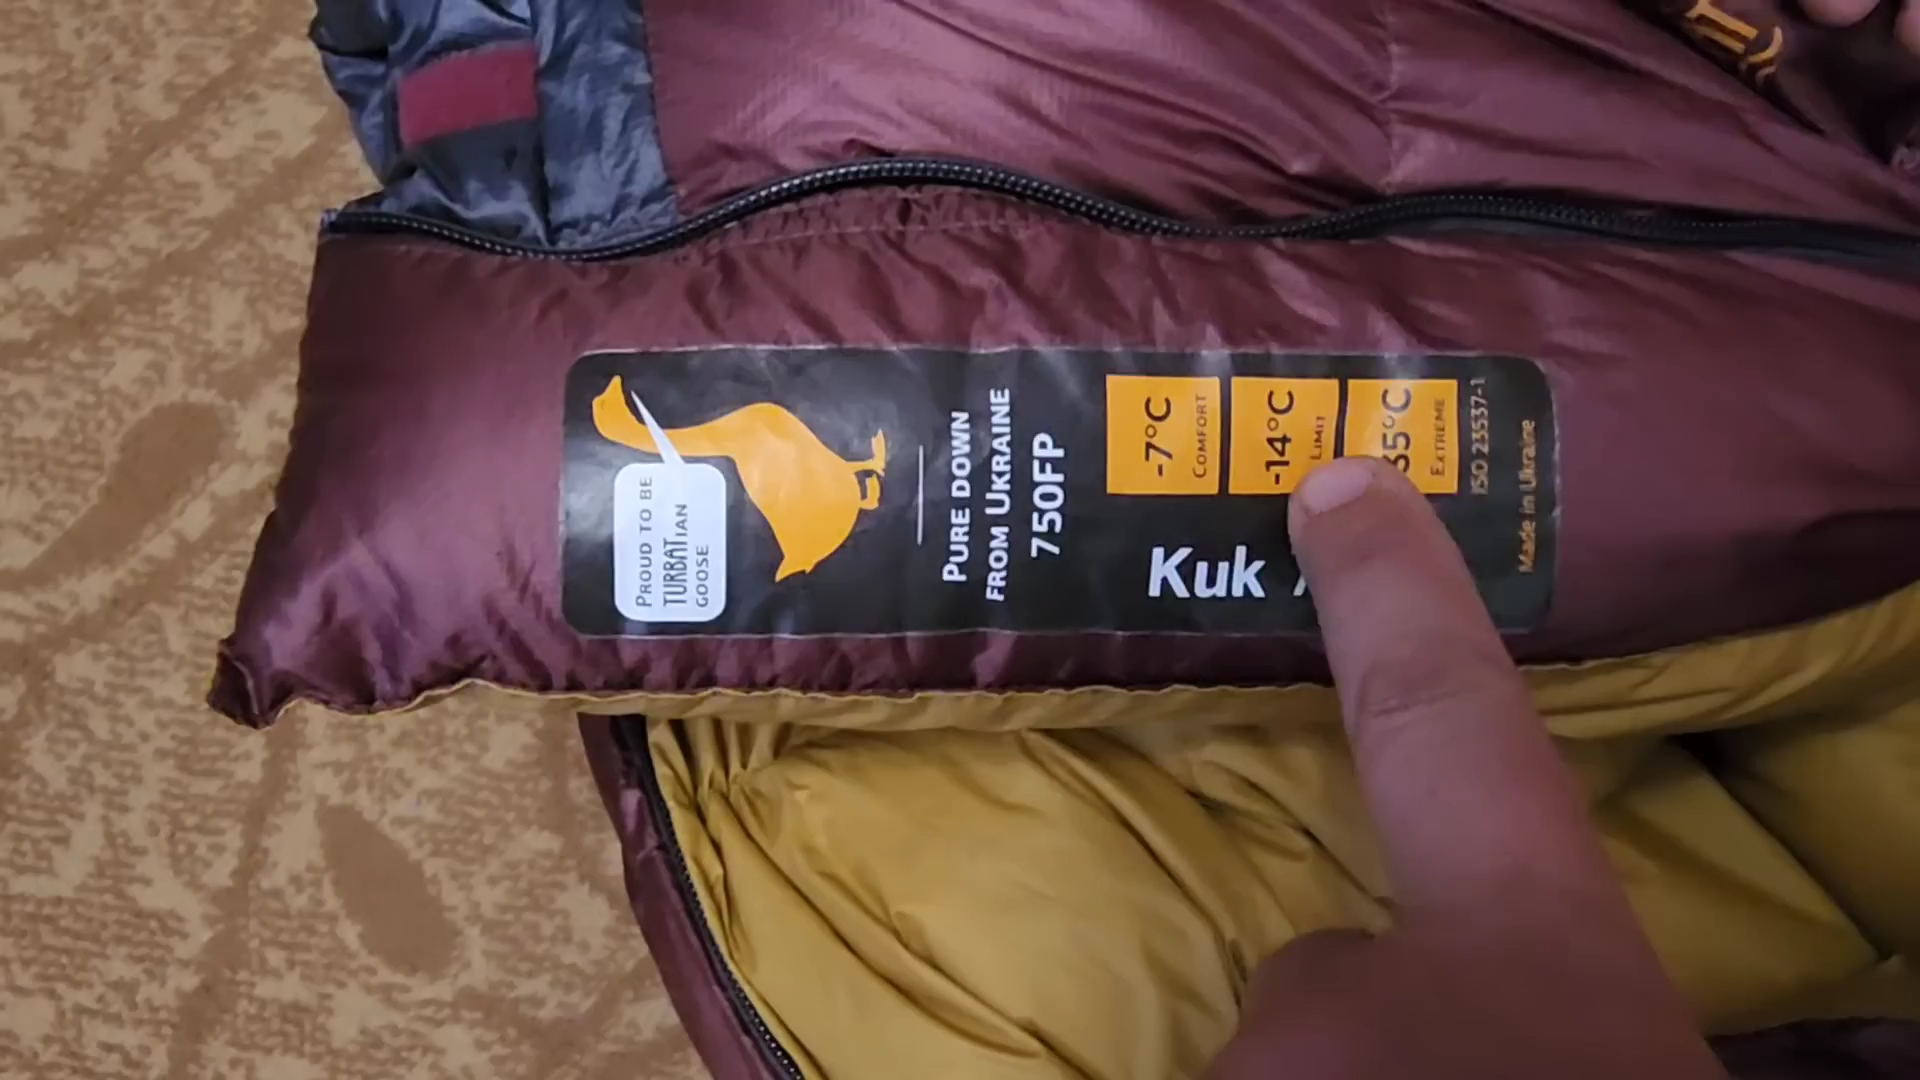 PROUD TO BE
TURBATIAN
GOOSE
PURE DOWN
FROM UKRAINE
750FP
-7°C
COMFORT
-14°C
LIMIT
35°C
EXTREME
ISO 23537-1
Kuk
Made in Ukraine